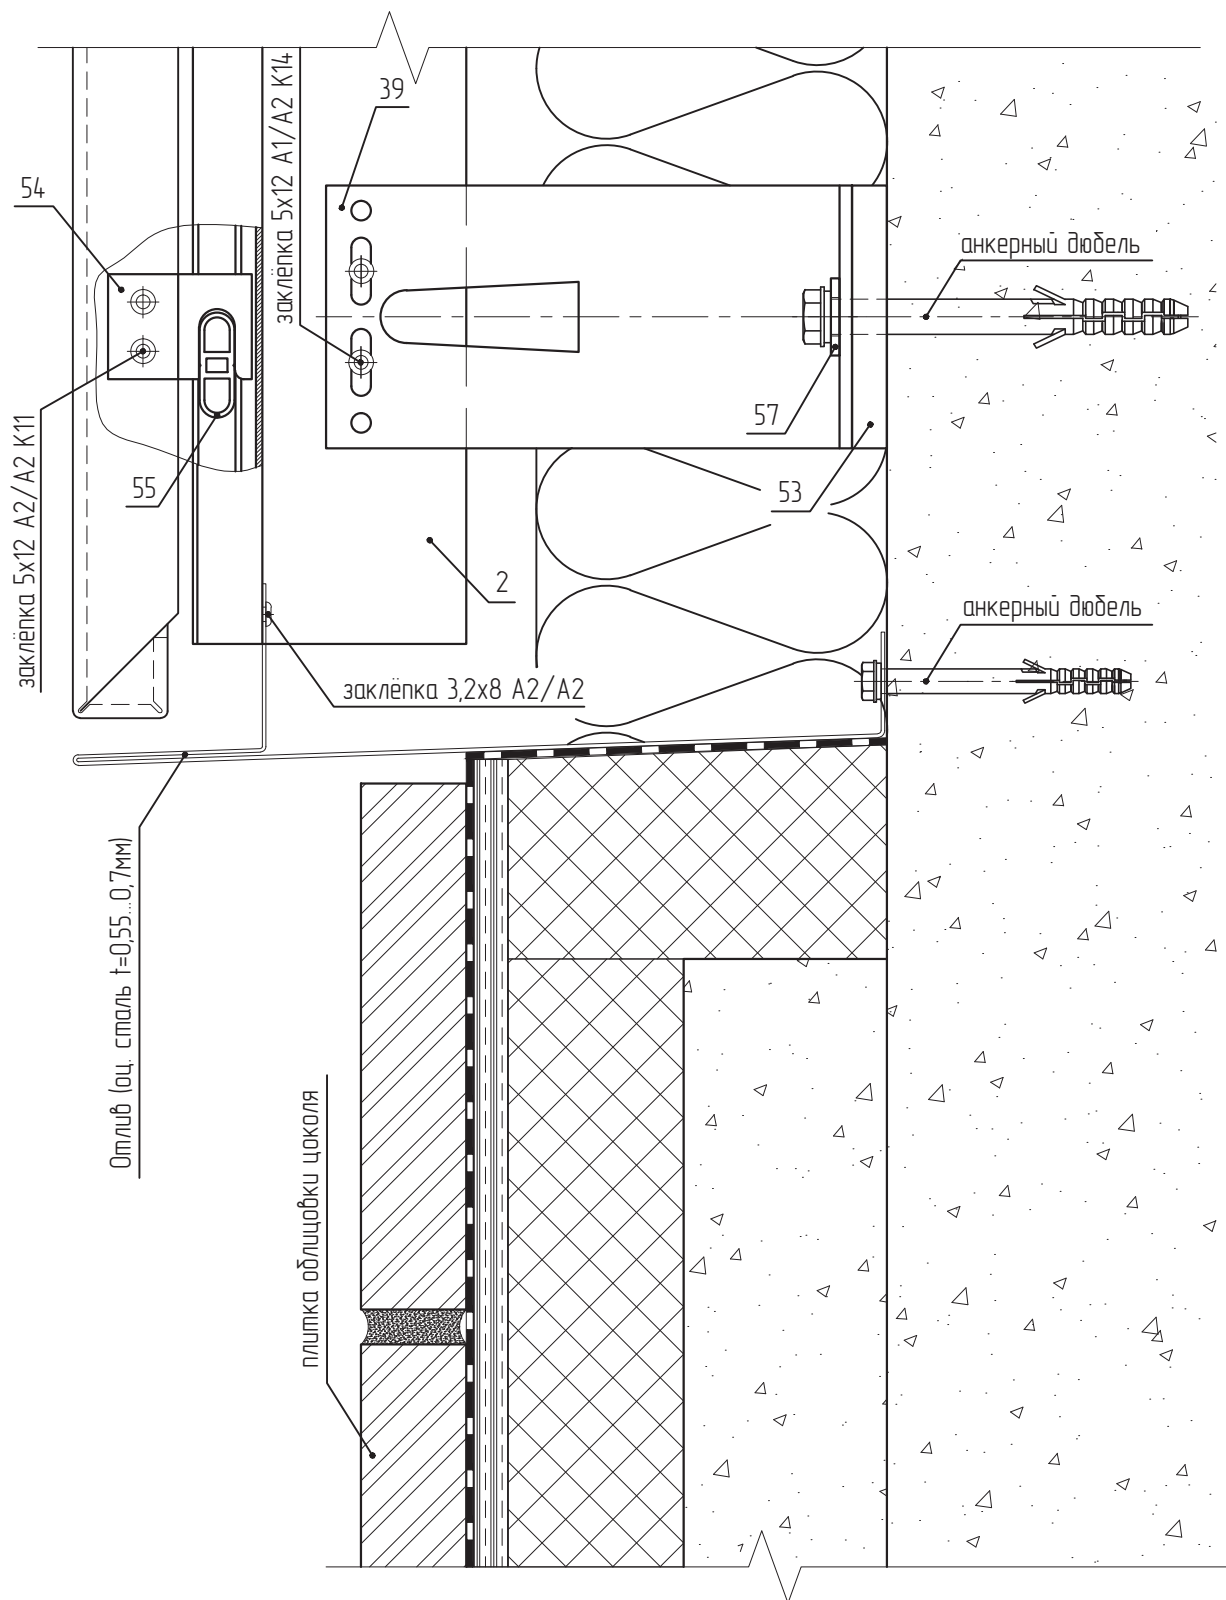 39
заклёпка 5х12 А1/А2 К14
54
анкерный дюбель
57
53
55
заклёпка 5х12 А2/А2 К11
2
анкерный дюбель
заклёпка 3,2х8 А2/А2
Отлив (оц. сталь t=0,55...0,7мм)
плитка облицовки цоколя